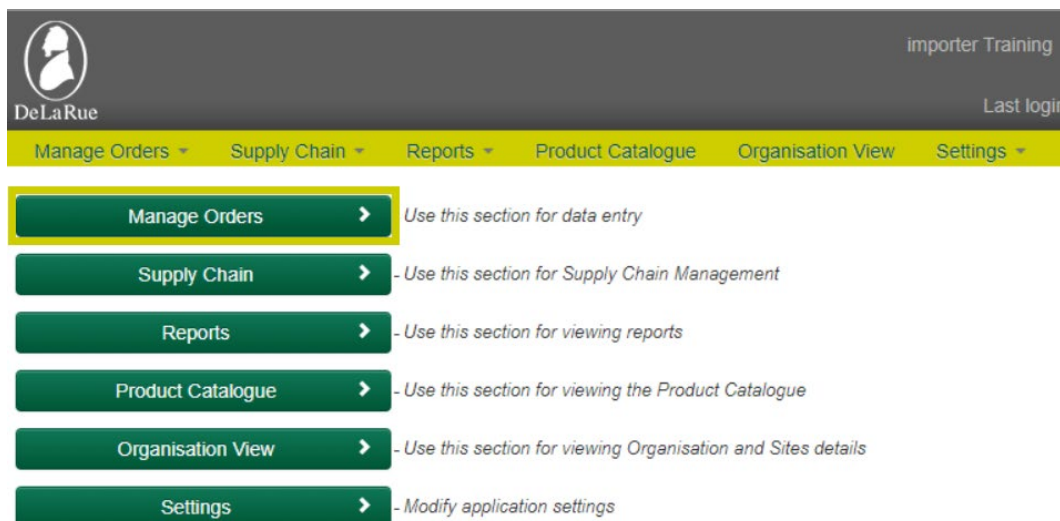 importer Training
DeLaRue
Last login
Manage Orders Supply Chain Reports Product Catalogue Organisation View Settings
Manage Orders Use this section for data entry
Supply Chain - Use this section for Supply Chain Management
Reports - Use this section for viewing reports
Product Catalogue - Use this section for viewing the Product Catalogue
Organisation View - Use this section for viewing Organisation and Sites details
Settings - Modify application settings